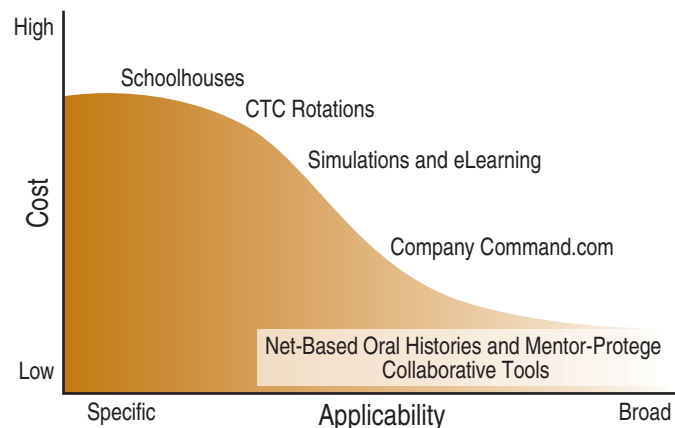 High
Schoolhouses
CTC Rotations
Simulations and eLearning
Cost
Company Command.com
Net-Based Oral Histories and Mentor-Protege
Collaborative Tools
Low
Specific
Applicability
Broad